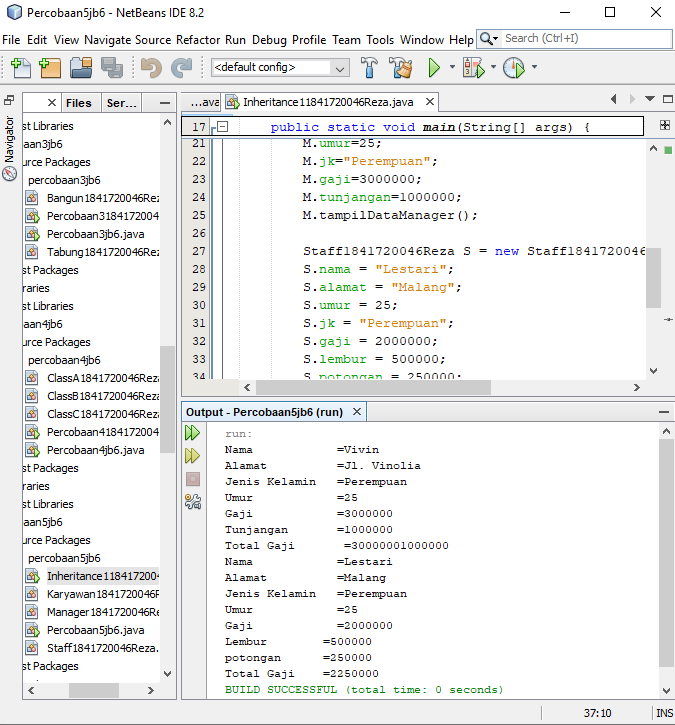 Percobaan5jb6 - NetBeans IDE 8.2
File Edit View Navigate Source Refactor Run Debug Profile Team Tools Window Help
Search (Ctrl+I)
<default config>
Files
Ser...
...ava
Inheritance11841720046Reza.java
Navigator
st Libraries
aan3jb6
urce Packages
percobaan3jb6
Bangun1841720046Rez
Percobaan31841720046
Percobaan3jb6.java
Tabung1841720046Reza
st Packages
raries
st Libraries
aan4jb6
urce Packages
percobaan4jb6
ClassA1841720046Reza
ClassB1841720046Reza
ClassC1841720046Reza
Percobaan41841720046
Percobaan4jb6.java
st Packages
raries
st Libraries
aan5jb6
urce Packages
percobaan5jb6
Inheritance1184172004
Karyawan1841720046R
Manager1841720046Re
Percobaan5jb6.java
Staff1841720046Reza.
st Packages
17 public static void main(String[] args) {
21 M.umur=25;
22 M.jk="Perempuan";
23 M.gaji=3000000;
24 M.tunjangan=1000000;
25 M.tampilDataManager();
26
27 Staff1841720046Reza S = new Staff1841720046
28 S.nama = "Lestari";
29 S.alamat = "Malang";
30 S.umur = 25;
31 S.jk = "Perempuan";
32 S.gaji = 2000000;
33 S.lembur = 500000;
34 S.potongan = 250000;
Output - Percobaan5jb6 (run)
run:
Nama =Vivin
Alamat =Jl. Vinolia
Jenis Kelamin =Perempuan
Umur =25
Gaji =3000000
Tunjangan =1000000
Total Gaji =30000001000000
Nama =Lestari
Alamat =Malang
Jenis Kelamin =Perempuan
Umur =25
Gaji =2000000
Lembur =500000
potongan =250000
Total Gaji =2250000
BUILD SUCCESSFUL (total time: 0 seconds)
37:10
INS